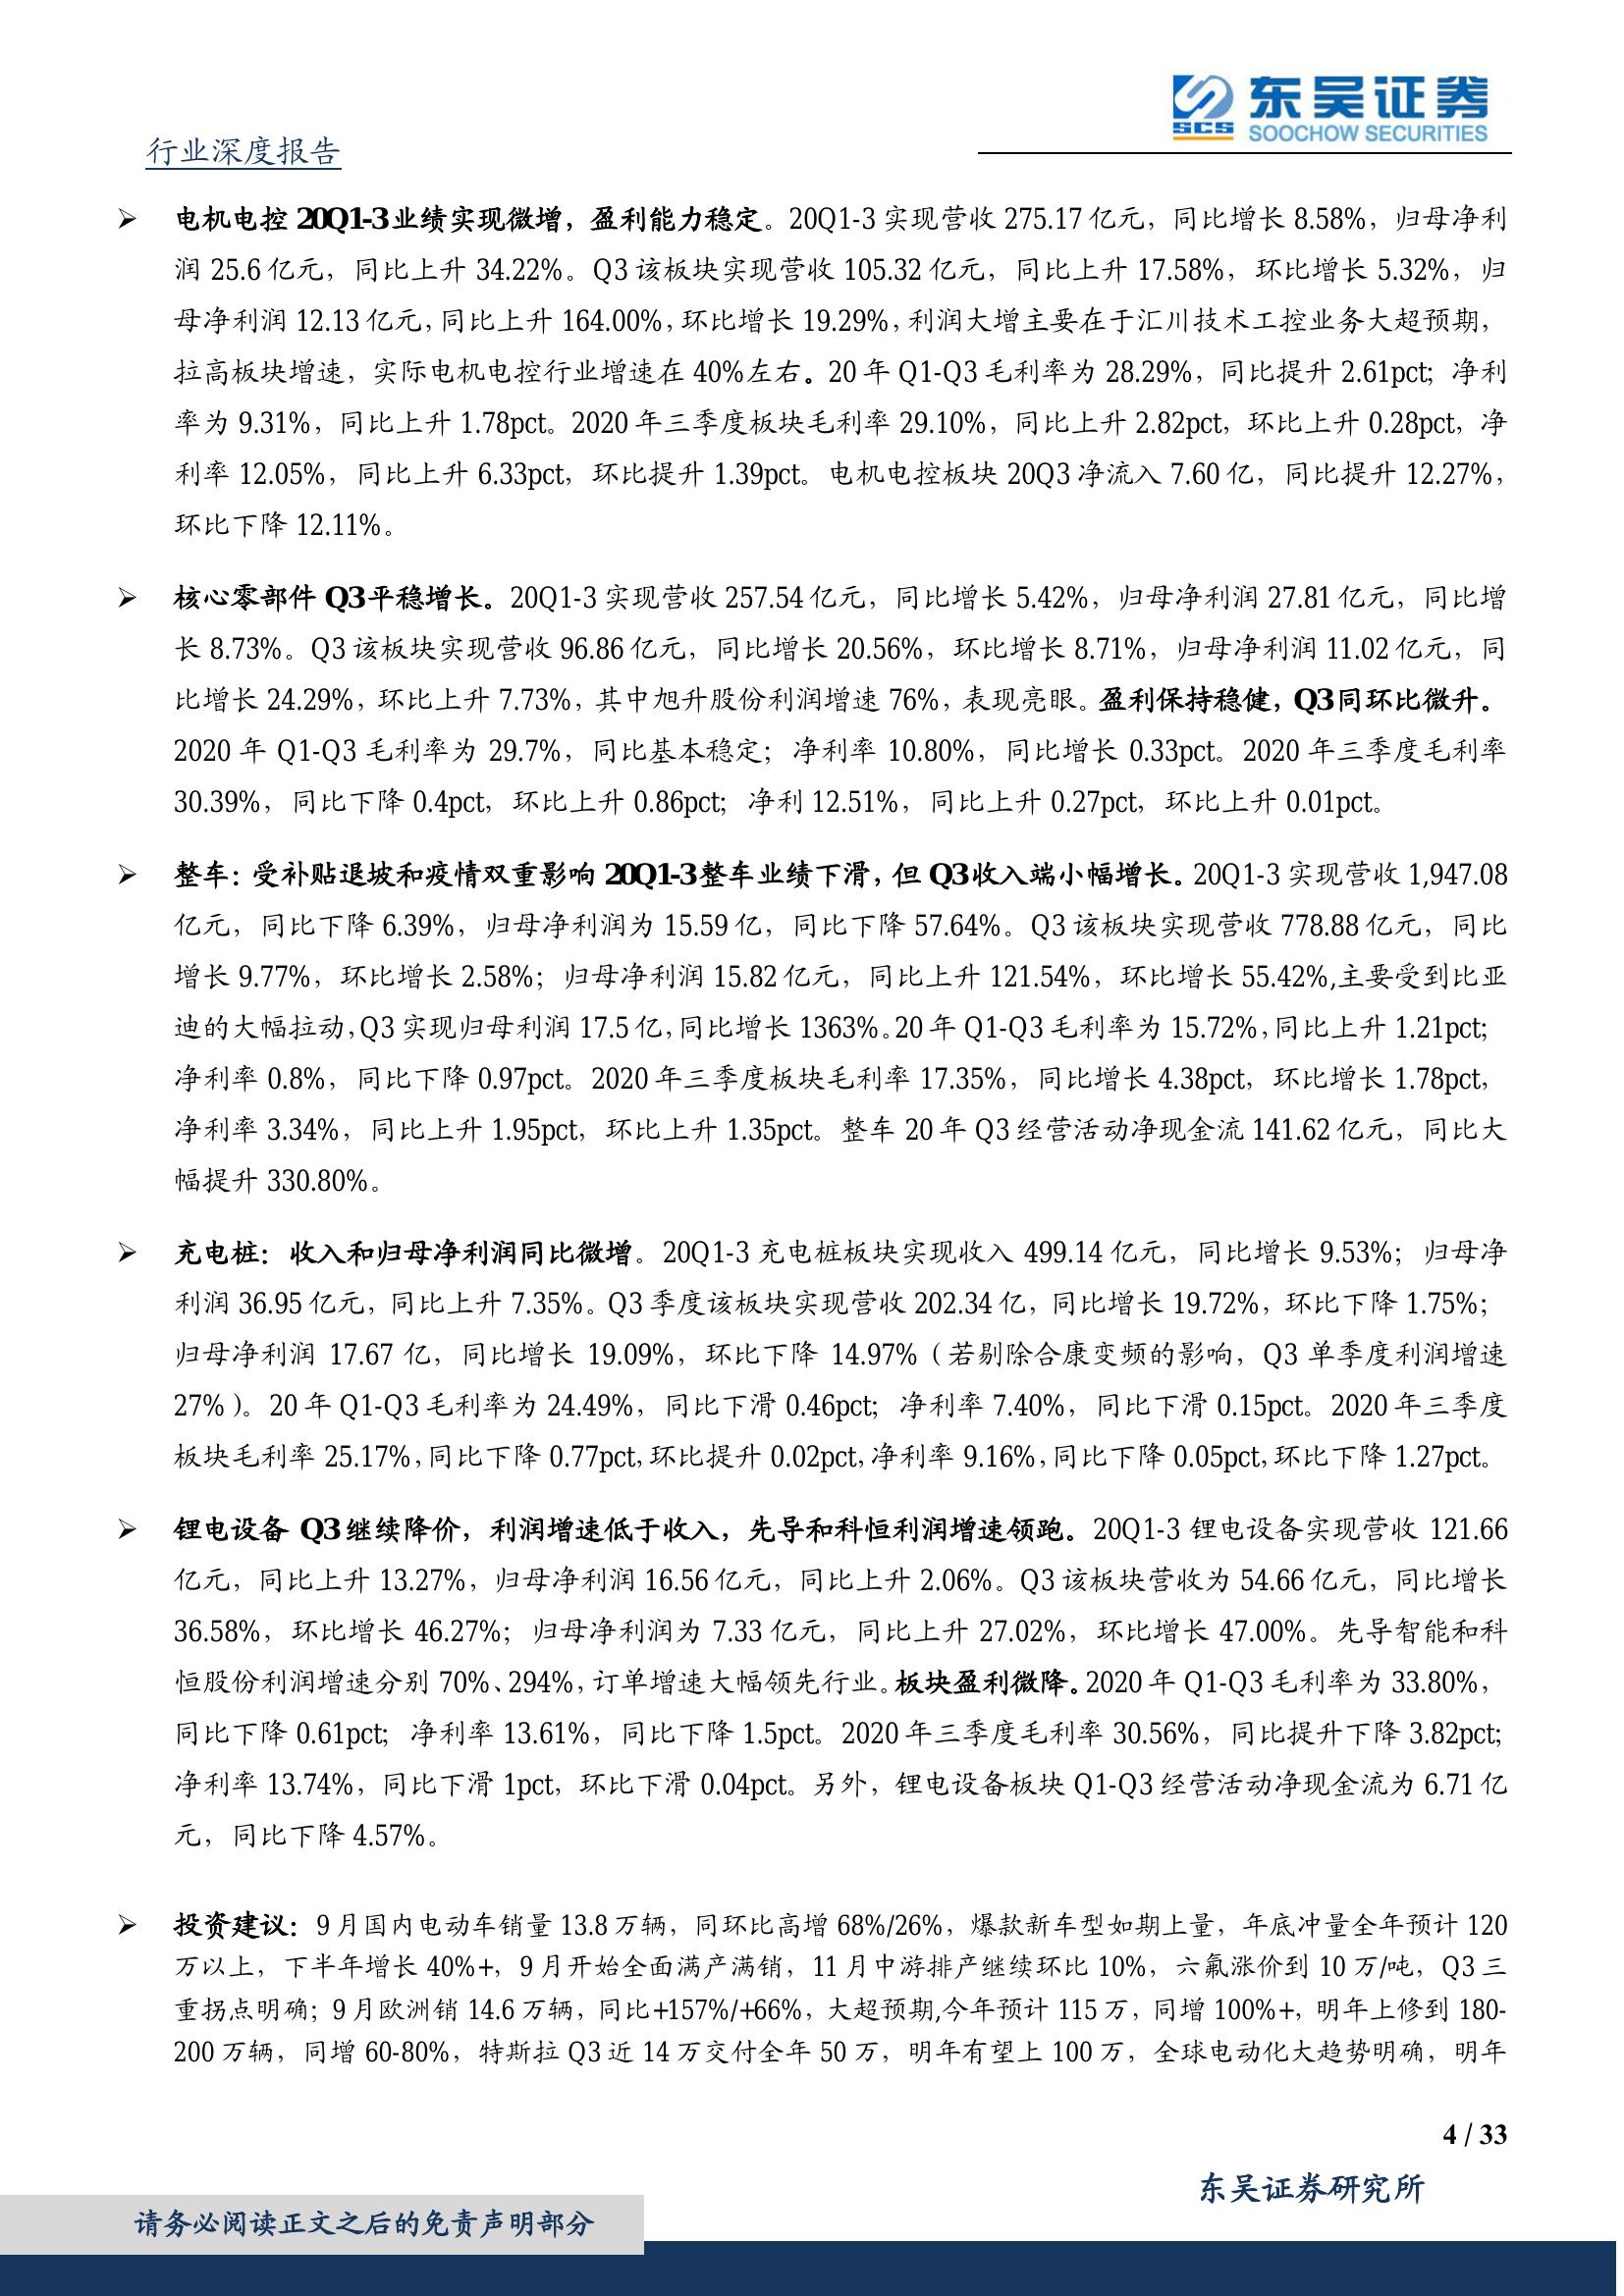 东吴证券
SCS
SOOCHOW SECURITIES
行业深度报告
➢ 电机电控 20Q1-3 业绩实现微增，盈利能力稳定。20Q1-3 实现营收 275.17 亿元，同比增长 8.58%，归母净利
润 25.6 亿元，同比上升 34.22%。Q3 该板块实现营收 105.32 亿元，同比上升 17.58%，环比增长 5.32%，归
母净利润 12.13 亿元，同比上升 164.00%，环比增长 19.29%，利润大增主要在于汇川技术工控业务大超预期，
拉高板块增速，实际电机电控行业增速在 40%左右。20 年 Q1-Q3 毛利率为 28.29%，同比提升 2.61pct；净利
率为 9.31%，同比上升 1.78pct。2020 年三季度板块毛利率 29.10%，同比上升 2.82pct，环比上升 0.28pct，净
利率 12.05%，同比上升 6.33pct，环比提升 1.39pct。电机电控板块 20Q3 净流入 7.60 亿，同比提升 12.27%，
环比下降 12.11%。
➢ 核心零部件 Q3 平稳增长。20Q1-3 实现营收 257.54 亿元，同比增长 5.42%，归母净利润 27.81 亿元，同比增
长 8.73%。Q3 该板块实现营收 96.86 亿元，同比增长 20.56%，环比增长 8.71%，归母净利润 11.02 亿元，同
比增长 24.29%，环比上升 7.73%，其中旭升股份利润增速 76%，表现亮眼。盈利保持稳健，Q3 同环比微升。
2020 年 Q1-Q3 毛利率为 29.7%，同比基本稳定；净利率 10.80%，同比增长 0.33pct。2020 年三季度毛利率
30.39%，同比下降 0.4pct，环比上升 0.86pct；净利 12.51%，同比上升 0.27pct，环比上升 0.01pct。
➢ 整车：受补贴退坡和疫情双重影响 20Q1-3 整车业绩下滑，但 Q3 收入端小幅增长。20Q1-3 实现营收 1,947.08
亿元，同比下降 6.39%，归母净利润为 15.59 亿，同比下降 57.64%。Q3 该板块实现营收 778.88 亿元，同比
增长 9.77%，环比增长 2.58%；归母净利润 15.82 亿元，同比上升 121.54%，环比增长 55.42%,主要受到比亚
迪的大幅拉动，Q3 实现归母利润 17.5 亿，同比增长 1363%。20 年 Q1-Q3 毛利率为 15.72%，同比上升 1.21pct；
净利率 0.8%，同比下降 0.97pct。2020 年三季度板块毛利率 17.35%，同比增长 4.38pct，环比增长 1.78pct，
净利率 3.34%，同比上升 1.95pct，环比上升 1.35pct。整车 20 年 Q3 经营活动净现金流 141.62 亿元，同比大
幅提升 330.80%。
➢ 充电桩：收入和归母净利润同比微增。20Q1-3 充电桩板块实现收入 499.14 亿元，同比增长 9.53%；归母净
利润 36.95 亿元，同比上升 7.35%。Q3 季度该板块实现营收 202.34 亿，同比增长 19.72%，环比下降 1.75%；
归母净利润 17.67 亿，同比增长 19.09%，环比下降 14.97%（若剔除合康变频的影响，Q3 单季度利润增速
27%）。20 年 Q1-Q3 毛利率为 24.49%，同比下滑 0.46pct；净利率 7.40%，同比下滑 0.15pct。2020 年三季度
板块毛利率 25.17%，同比下降 0.77pct，环比提升 0.02pct，净利率 9.16%，同比下降 0.05pct，环比下降 1.27pct。
➢ 锂电设备 Q3 继续降价，利润增速低于收入，先导和科恒利润增速领跑。20Q1-3 锂电设备实现营收 121.66
亿元，同比上升 13.27%，归母净利润 16.56 亿元，同比上升 2.06%。Q3 该板块营收为 54.66 亿元，同比增长
36.58%，环比增长 46.27%；归母净利润为 7.33 亿元，同比上升 27.02%，环比增长 47.00%。先导智能和科
恒股份利润增速分别 70%、294%，订单增速大幅领先行业。板块盈利微降。2020 年 Q1-Q3 毛利率为 33.80%，
同比下降 0.61pct；净利率 13.61%，同比下降 1.5pct。2020 年三季度毛利率 30.56%，同比提升下降 3.82pct；
净利率 13.74%，同比下滑 1pct，环比下滑 0.04pct。另外，锂电设备板块 Q1-Q3 经营活动净现金流为 6.71 亿
元，同比下降 4.57%。
➢ 投资建议：9 月国内电动车销量 13.8 万辆，同环比高增 68%/26%，爆款新车型如期上量，年底冲量全年预计 120
万以上，下半年增长 40%+，9 月开始全面满产满销，11 月中游排产继续环比 10%，六氟涨价到 10 万/吨，Q3 三
重拐点明确；9 月欧洲销 14.6 万辆，同比+157%/+66%，大超预期,今年预计 115 万，同增 100%+，明年上修到 180-
200 万辆，同增 60-80%，特斯拉 Q3 近 14 万交付全年 50 万，明年有望上 100 万，全球电动化大趋势明确，明年
4 / 33
东吴证券研究所
请务必阅读正文之后的免责声明部分